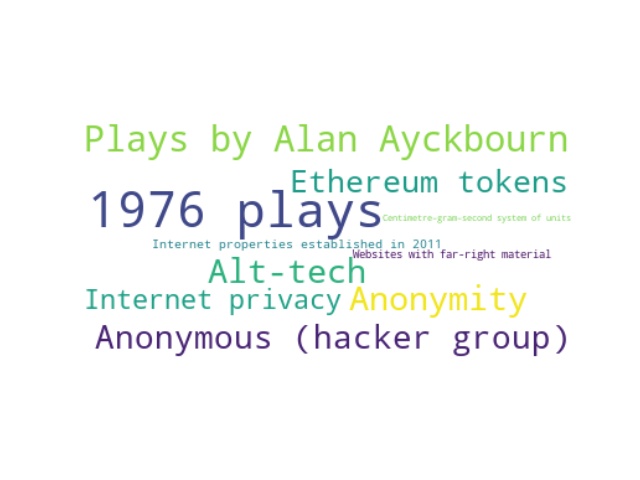 Plays by Alan Ayckbourn
Ethereum tokens
1976 plays
Centimetre-gram-second system of units
Internet properties established in 2011
Websites with far-right material
Alt-tech
Internet privacy
Anonymity
Anonymous (hacker group)